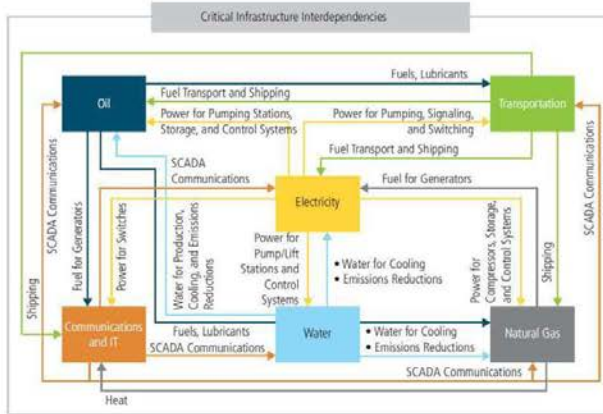 Critical Infrastructure Interdependencies
Fuels, Lubricants
Oil
Fuel Transport and Shipping
Transportation
Power for Pumping Stations,
Storage, and Control Systems
Power for Pumping, Signaling,
and Switching
SCADA
Communications
Fuel Transport and Shipping
Fuel for Generators
Electricity
SCADA Communications
SCADA Communications
Shipping
Fuel for Generators
Power for Switches
Water for Production,
Cooling, and Emissions
Reductions
Power for
Pump/Lift
Stations and
Control
Systems
• Water for Cooling
• Emissions Reductions
Power for
Compressors, Storage,
and Control Systems
Shipping
Communications
and IT
Fuels, Lubricants
SCADA Communications
Water
• Water for Cooling
• Emissions Reductions
Natural Gas
SCADA Communications
Heat